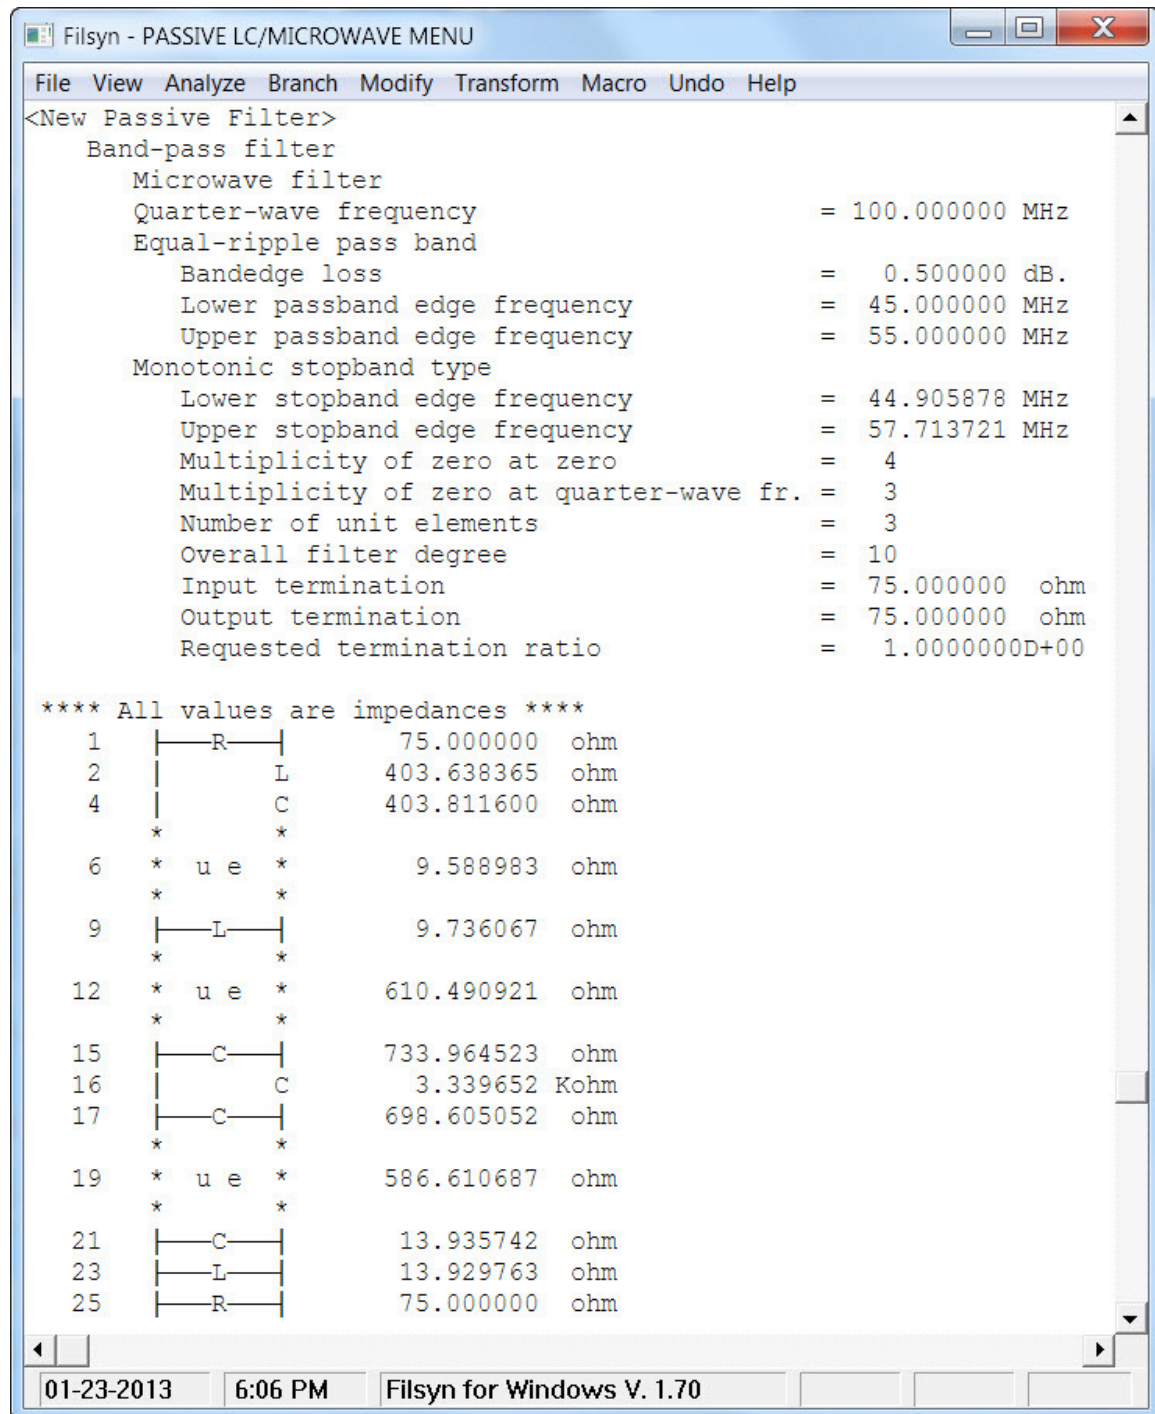 Filsyn - PASSIVE LC/MICROWAVE MENU
File View Analyze Branch Modify Transform Macro Undo Help
<New Passive Filter>
Band-pass filter
Microwave filter
Quarter-wave frequency = 100.000000 MHz
Equal-ripple pass band
Bandedge loss = 0.500000 dB.
Lower passband edge frequency = 45.000000 MHz
Upper passband edge frequency = 55.000000 MHz
Monotonic stopband type
Lower stopband edge frequency = 44.905878 MHz
Upper stopband edge frequency = 57.713721 MHz
Multiplicity of zero at zero = 4
Multiplicity of zero at quarter-wave fr. = 3
Number of unit elements = 3
Overall filter degree = 10
Input termination = 75.000000 ohm
Output termination = 75.000000 ohm
Requested termination ratio = 1.0000000D+00
**** All values are impedances ****
1 ├──R──┤ 75.000000 ohm
2 │ L 403.638365 ohm
4 │ C 403.811600 ohm
* *
6 * u e * 9.588983 ohm
* *
9 ├──L──┤ 9.736067 ohm
* *
12 * u e * 610.490921 ohm
* *
15 ├──C──┤ 733.964523 ohm
16 │ C 3.339652 Kohm
17 ├──C──┤ 698.605052 ohm
* *
19 * u e * 586.610687 ohm
* *
21 ├──C──┤ 13.935742 ohm
23 ├──L──┤ 13.929763 ohm
25 ├──R──┤ 75.000000 ohm
01-23-2013 6:06 PM Filsyn for Windows V. 1.70